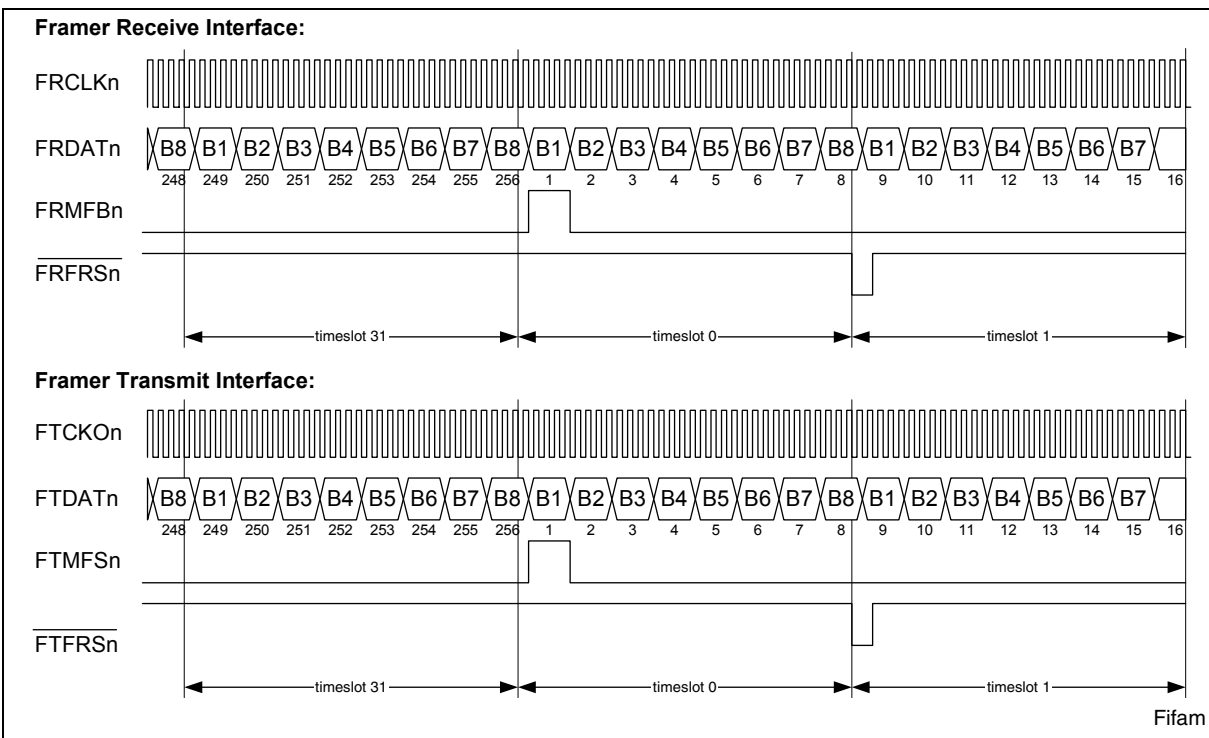 Framer Receive Interface:
FRCLKn
FRDATn B8 B1 B2 B3 B4 B5 B6 B7 B8 B1 B2 B3 B4 B5 B6 B7 B8 B1 B2 B3 B4 B5 B6 B7
248 249 250 251 252 253 254 255 256 1 2 3 4 5 6 7 8 9 10 11 12 13 14 15 16
FRMFBn
FRFRSn
timeslot 31 timeslot 0 timeslot 1
Framer Transmit Interface:
FTCKOn
FTDATn B8 B1 B2 B3 B4 B5 B6 B7 B8 B1 B2 B3 B4 B5 B6 B7 B8 B1 B2 B3 B4 B5 B6 B7
248 249 250 251 252 253 254 255 256 1 2 3 4 5 6 7 8 9 10 11 12 13 14 15 16
FTMFSn
FTFRSn
timeslot 31 timeslot 0 timeslot 1
Fifam